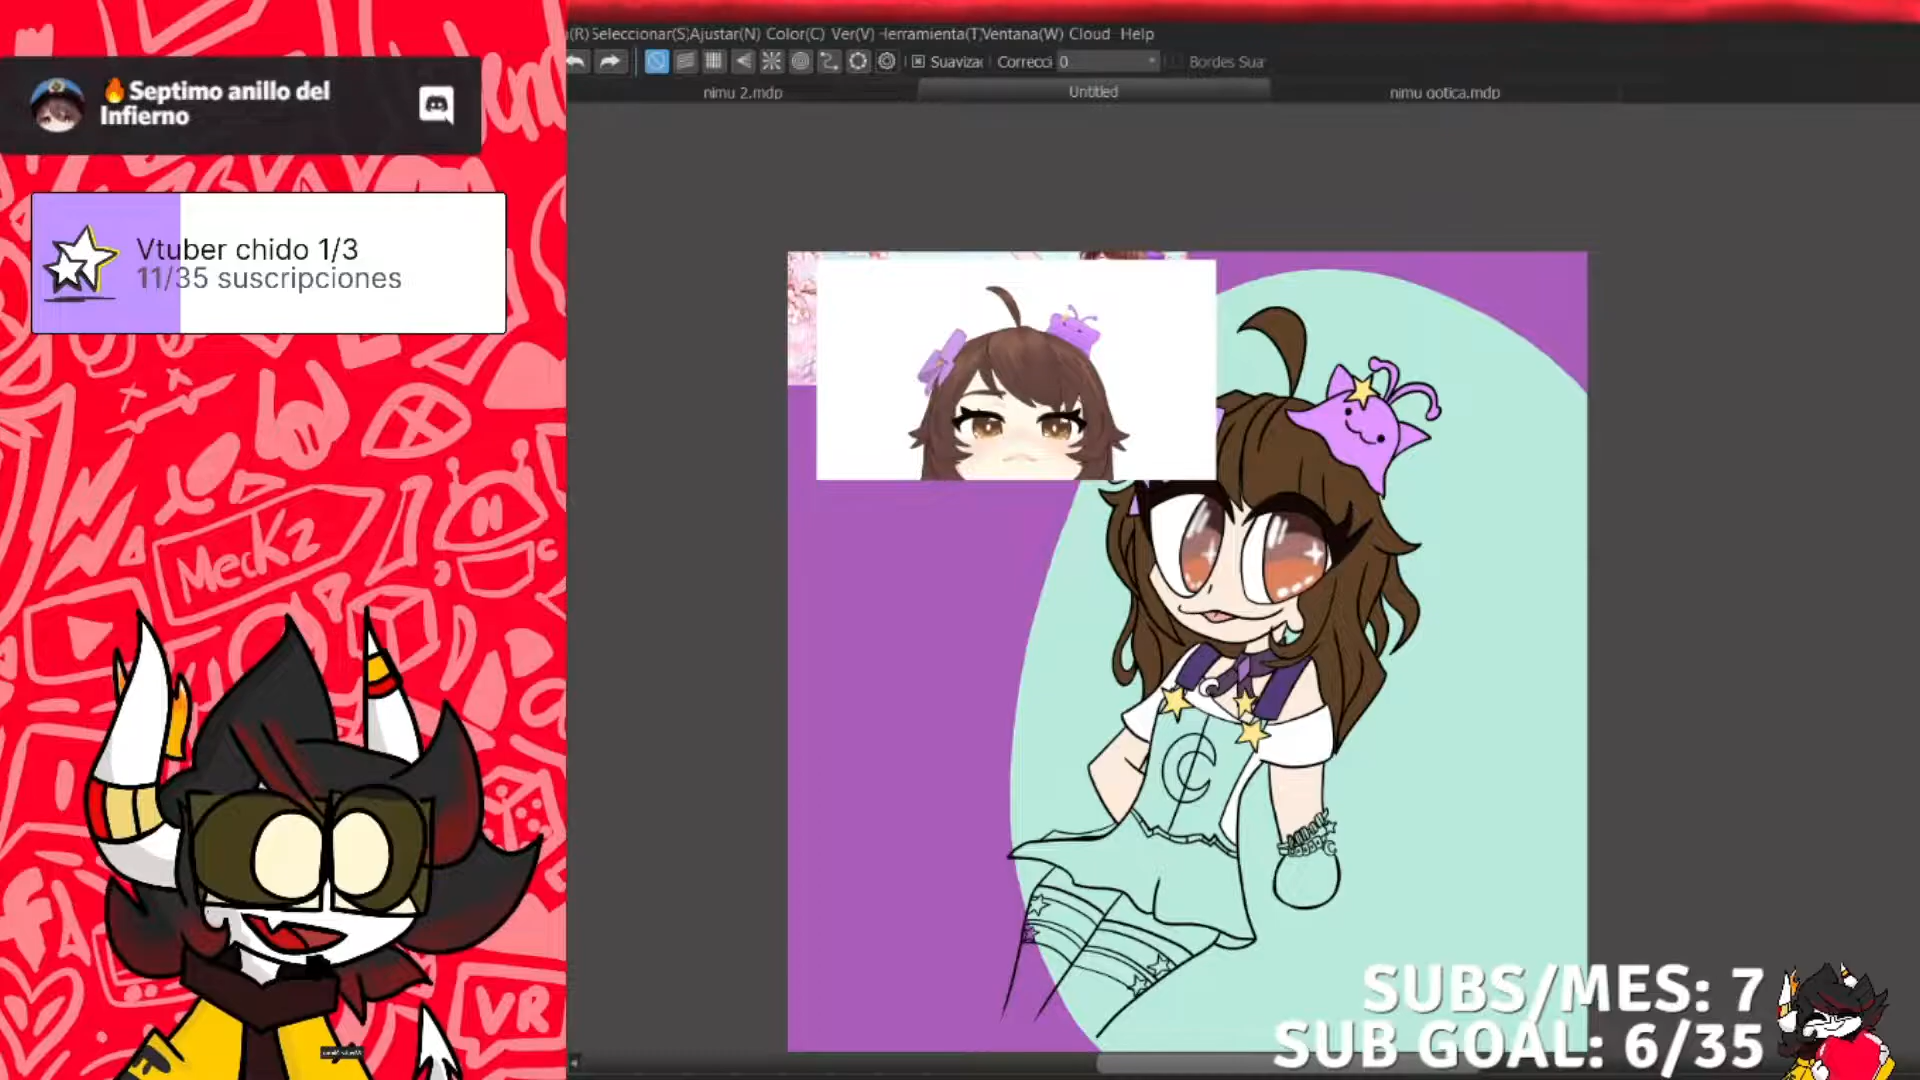 (R) Seleccionar(S) Ajustar(N) Color(C) Ver(V) Herramienta(T) Ventana(W) Cloud Help
Suaviza Correcci 0 Bordes Sua
nimu 2.mdp Untitled nimu gotica.mdp
🔥Septimo anillo del
Infierno
Vtuber chido 1/3
11/35 suscripciones
MecKz
VR
SUBS/MES: 7
SUB GOAL: 6/35